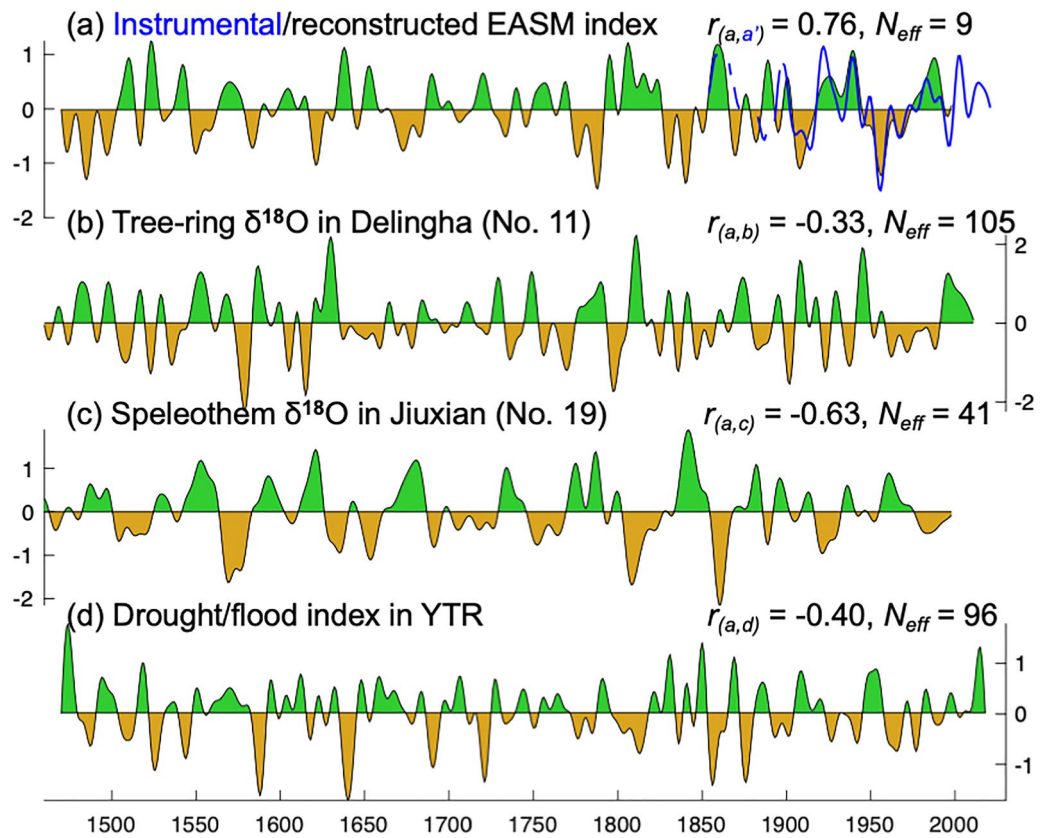 (a) Instrumental/reconstructed EASM index r(a,a') = 0.76, Neff = 9
1
0
-1
-2
(b) Tree-ring δ18O in Delingha (No. 11) r(a,b) = -0.33, Neff = 105
2
0
-2
(c) Speleothem δ18O in Jiuxian (No. 19) r(a,c) = -0.63, Neff = 41
1
0
-1
-2
(d) Drought/flood index in YTR r(a,d) = -0.40, Neff = 96
1
0
-1
1500 1550 1600 1650 1700 1750 1800 1850 1900 1950 2000